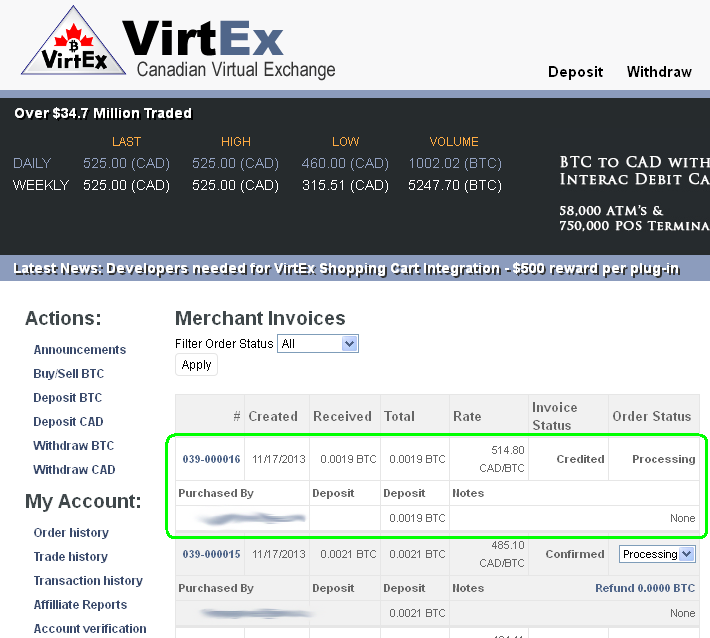 VirtEx
VirtEx
Canadian Virtual Exchange
Deposit Withdraw
Over $34.7 Million Traded
LAST HIGH LOW VOLUME
DAILY 525.00 (CAD) 525.00 (CAD) 460.00 (CAD) 1002.02 (BTC)
WEEKLY 525.00 (CAD) 525.00 (CAD) 315.51 (CAD) 5247.70 (BTC)
BTC to CAD with
Interac Debit Ca
58,000 ATM's &
750,000 POS Termina
Latest News: Developers needed for VirtEx Shopping Cart Integration - $500 reward per plug-in
Actions:
Announcements
Buy/Sell BTC
Deposit BTC
Deposit CAD
Withdraw BTC
Withdraw CAD
My Account:
Order history
Trade history
Transaction history
Affilliate Reports
Account verification
Merchant Invoices
Filter Order Status All
Apply
# Created Received Total Rate Invoice Status Order Status
039-000016 11/17/2013 0.0019 BTC 0.0019 BTC 514.80 CAD/BTC Credited Processing
Purchased By Deposit Deposit Notes
0.0019 BTC None
039-000015 11/17/2013 0.0021 BTC 0.0021 BTC 485.10 CAD/BTC Confirmed Processing
Purchased By Deposit Deposit Notes Refund 0.0000 BTC
0.0021 BTC None